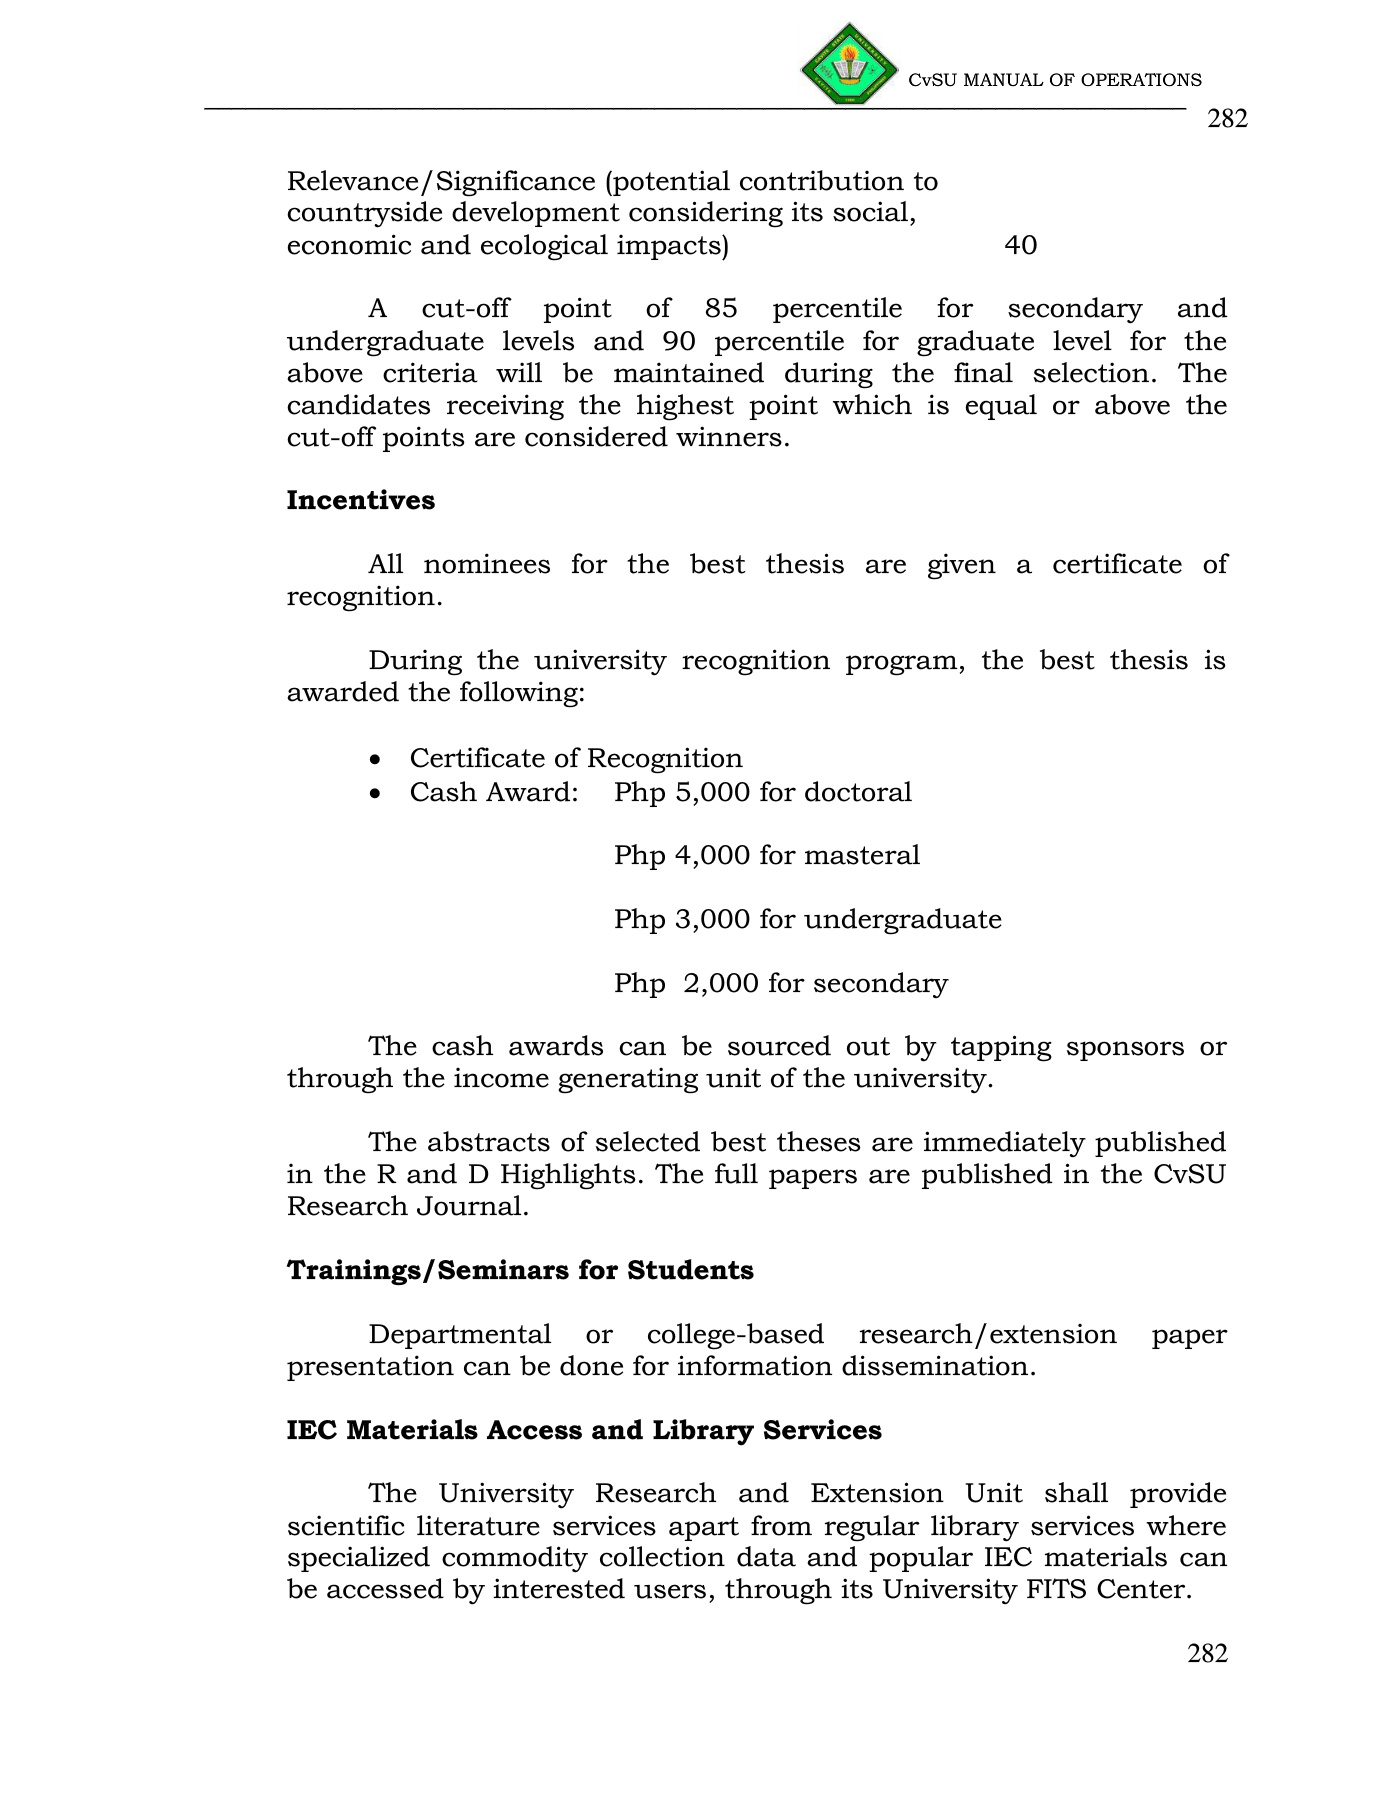 CvSU MANUAL OF OPERATIONS
282
Relevance/Significance (potential contribution to
countryside development considering its social,
economic and ecological impacts) 40
A cut-off point of 85 percentile for secondary and
undergraduate levels and 90 percentile for graduate level for the
above criteria will be maintained during the final selection. The
candidates receiving the highest point which is equal or above the
cut-off points are considered winners.
Incentives
All nominees for the best thesis are given a certificate of
recognition.
During the university recognition program, the best thesis is
awarded the following:
• Certificate of Recognition
• Cash Award: Php 5,000 for doctoral
Php 4,000 for masteral
Php 3,000 for undergraduate
Php 2,000 for secondary
The cash awards can be sourced out by tapping sponsors or
through the income generating unit of the university.
The abstracts of selected best theses are immediately published
in the R and D Highlights. The full papers are published in the CvSU
Research Journal.
Trainings/Seminars for Students
Departmental or college-based research/extension paper
presentation can be done for information dissemination.
IEC Materials Access and Library Services
The University Research and Extension Unit shall provide
scientific literature services apart from regular library services where
specialized commodity collection data and popular IEC materials can
be accessed by interested users, through its University FITS Center.
282